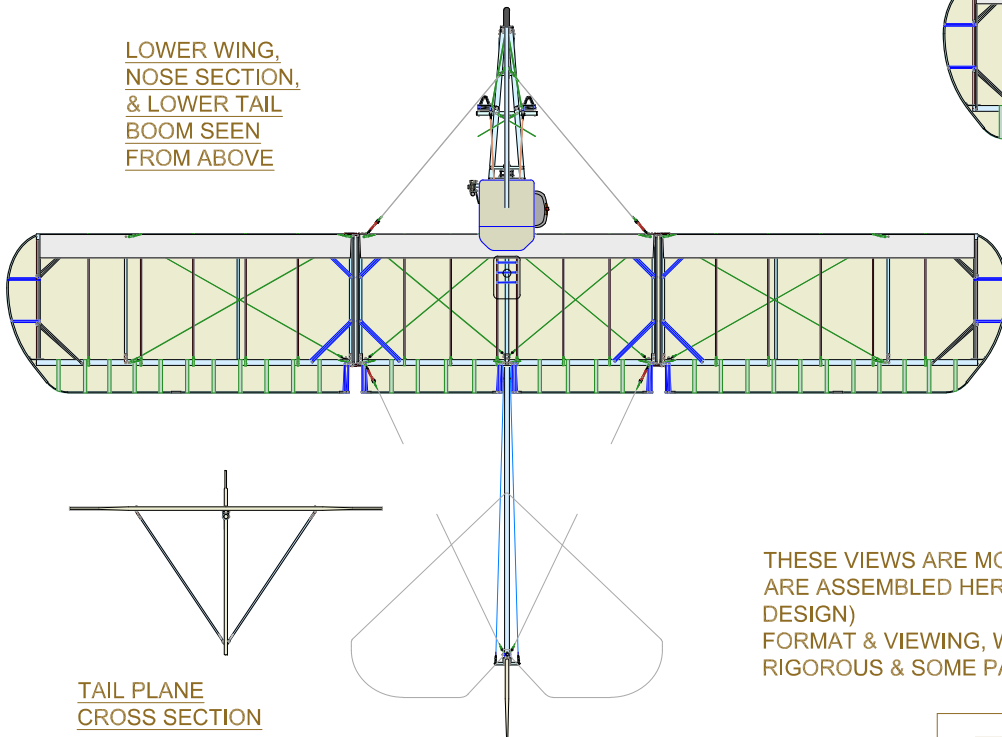 LOWER WING,
NOSE SECTION,
& LOWER TAIL
BOOM SEEN
FROM ABOVE
TAIL PLANE
CROSS SECTION
THESE VIEWS ARE
ARE ASSEMBLED
DESIGN)
FORMAT & VIEWING,
RIGOROUS & SOME